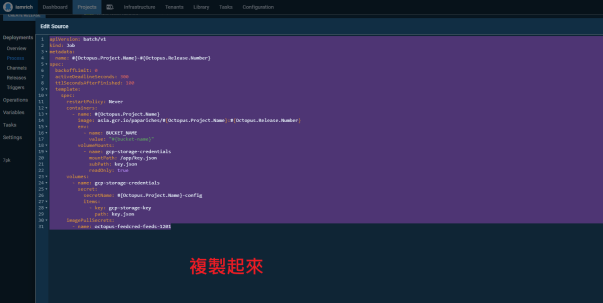 iamrich Dashboard Projects Infrastructure Tenants Library Tasks Configuration
Edit Source
Deployments
Overview
Process
Channels
Releases
Triggers
Operations
Variables
Tasks
Settings
1 apiVersion: batch/v1
2 kind: Job
3 metadata:
4 name: #{Octopus.Project.Name}-#{Octopus.Release.Number}
5 spec:
6 backoffLimit: 0
7 activeDeadlineSeconds: 300
8 ttlSecondsAfterFinished: 100
9 template:
10 spec:
11 restartPolicy: Never
12 containers:
13 - name: #{Octopus.Project.Name}
14 image: asia.gcr.io/paporiches/#{Octopus.Project.Name}:#{Octopus.Release.Number}
15 env:
16 - name: BUCKET_NAME
17 value: "#{bucket-name}"
18 volumeMounts:
19 - name: gcp-storage-credentials
20 mountPath: /app/key.json
21 subPath: key.json
22 readOnly: true
23 volumes:
24 - name: gcp-storage-credentials
25 secret:
26 secretName: #{Octopus.Project.Name}-config
27 items:
28 - key: gcp-storage-key
29 path: key.json
30 imagePullSecrets:
31 - name: octopus-feedcred-feeds-1201
複製起來